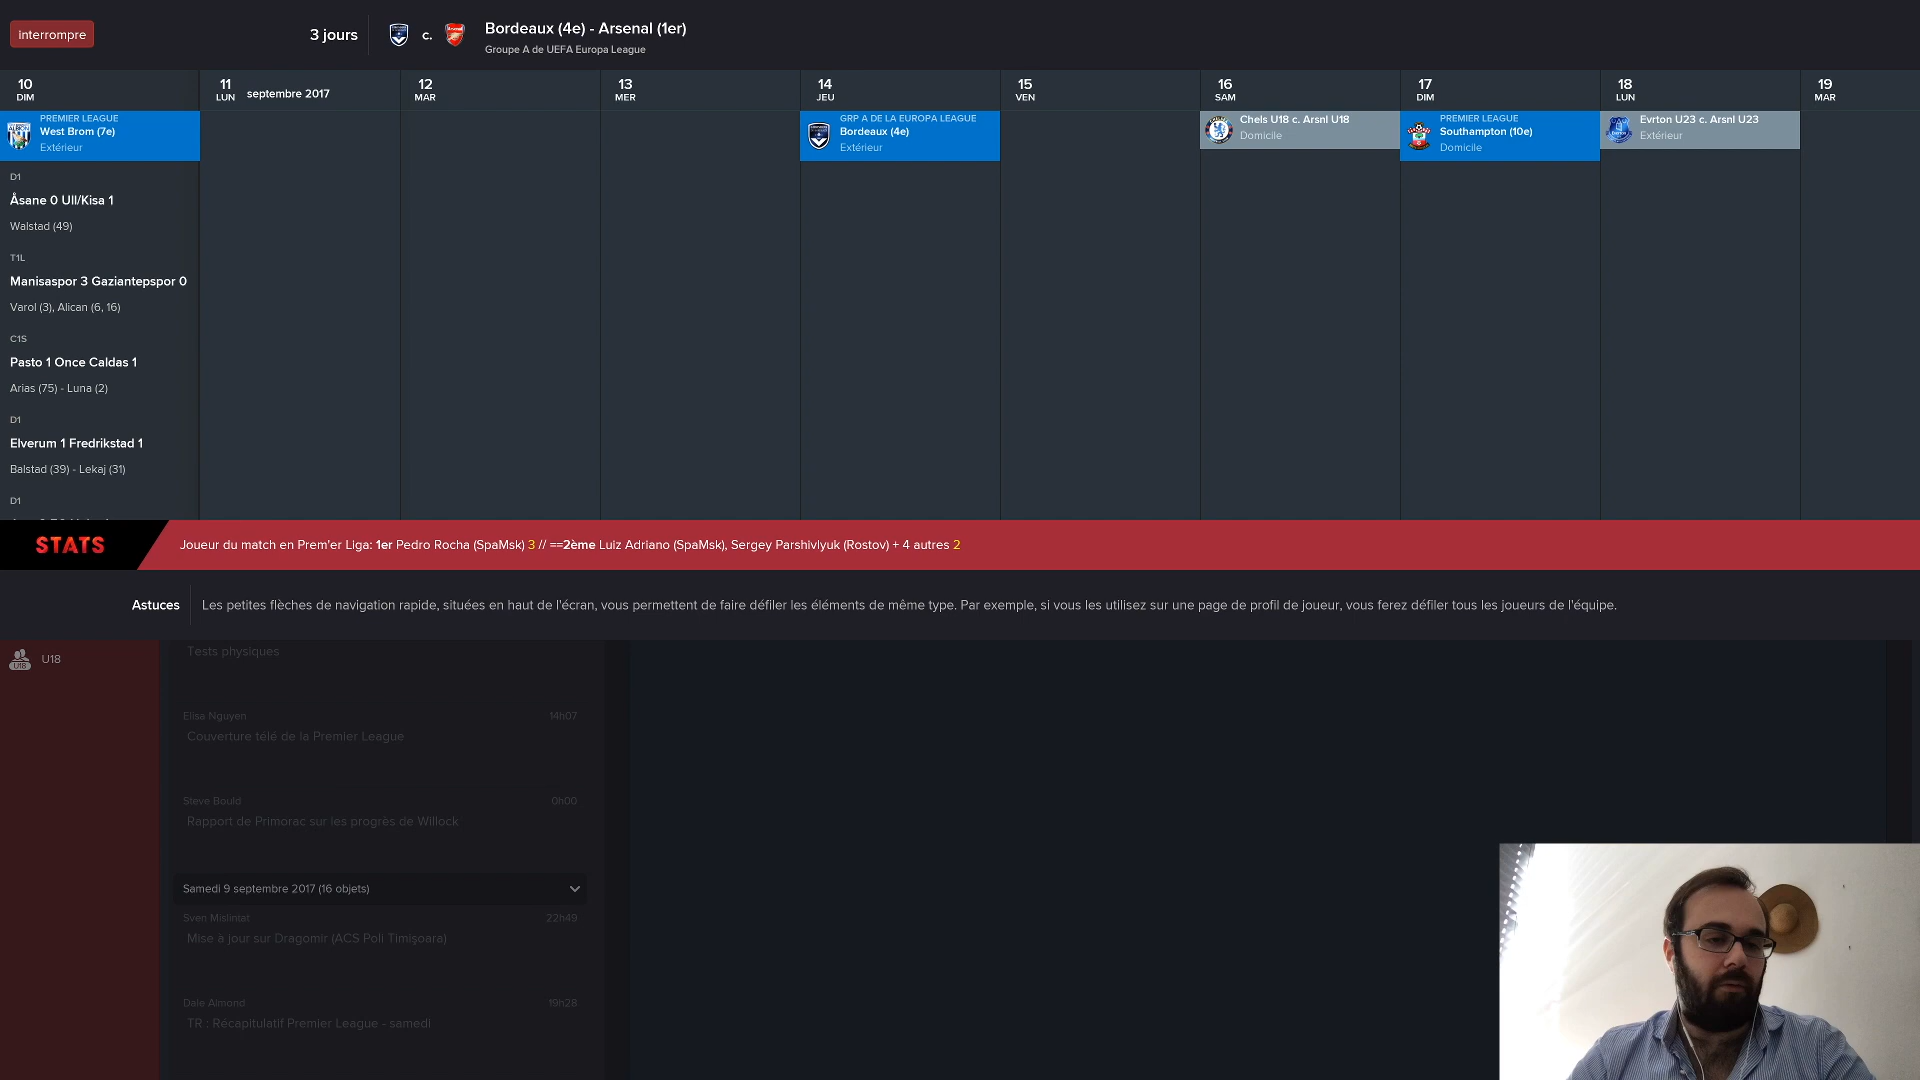 interrompre
3 jours
c.
Bordeaux (4e) - Arsenal (1er)
Groupe A de UEFA Europa League
10
DIM
11
LUN
septembre 2017
12
MAR
13
MER
14
JEU
15
VEN
16
SAM
17
DIM
18
LUN
19
MAR
PREMIER LEAGUE
West Brom (7e)
Extérieur
GRP A DE LA EUROPA LEAGUE
Bordeaux (4e)
Extérieur
Chels U18 c. Arsnl U18
Domicile
PREMIER LEAGUE
Southampton (10e)
Domicile
Evrton U23 c. Arsnl U23
Extérieur
D1
Åsane 0 Ull/Kisa 1
Walstad (49)
T1L
Manisaspor 3 Gaziantepspor 0
Varol (3), Alican (6, 16)
C1S
Pasto 1 Once Caldas 1
Arias (75) - Luna (2)
D1
Elverum 1 Fredrikstad 1
Balstad (39) - Lekaj (31)
D1
STATS
Joueur du match en Prem'er Liga: 1er Pedro Rocha (SpaMsk) 3 // ==2ème Luiz Adriano (SpaMsk), Sergey Parshivlyuk (Rostov) + 4 autres 2
Astuces
Les petites flèches de navigation rapide, situées en haut de l'écran, vous permettent de faire défiler les éléments de même type. Par exemple, si vous les utilisez sur une page de profil de joueur, vous ferez défiler tous les joueurs de l'équipe.
U18
Tests physiques
Elisa Nguyen
14h07
Couverture télé de la Premier League
Steve Bould
0h00
Rapport de Primorac sur les progrès de Willock
Samedi 9 septembre 2017 (16 objets)
Sven Mislintat
22h49
Mise à jour sur Dragomir (ACS Poli Timișoara)
Dale Almond
19h28
TR : Récapitulatif Premier League - samedi